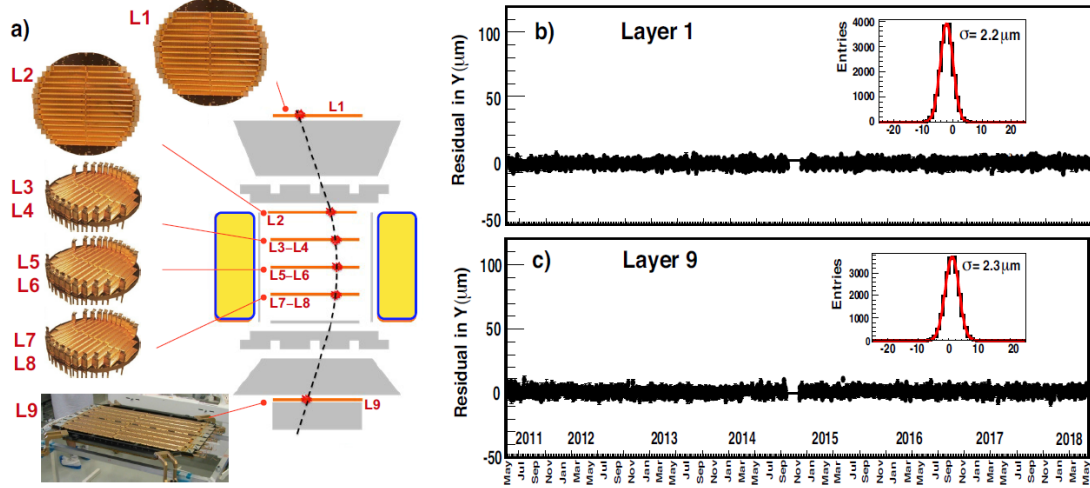 a)
L1
L2
L3
L4
L5
L6
L7
L8
L9
L1
L2
L3–L4
L5–L6
L7–L8
L9
b)
Layer 1
Residual in Y (μm)
100
50
0
-50
Entries
4000
3000
2000
1000
0
σ= 2.2 μm
-20 -10 0 10 20
c)
Layer 9
Residual in Y (μm)
100
50
0
-50
Entries
3000
2000
1000
0
σ= 2.3 μm
-20 -10 0 10 20
2011 2012 2013 2014 2015 2016 2017 2018
May Jul Sep Nov Jan Mar May Jul Sep Nov Jan Mar May Jul Sep Nov Jan Mar May Jul Sep Nov Jan Mar May Jul Sep Nov Jan Mar May Jul Sep Nov Jan Mar May Jul Sep Nov Jan Mar May